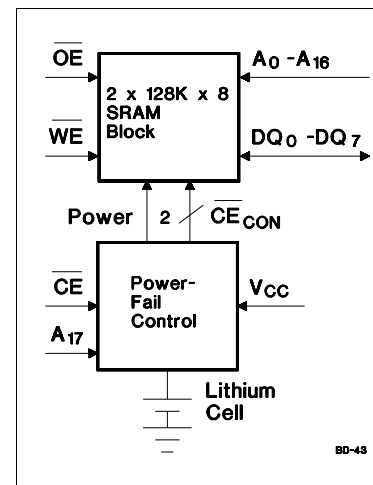 OE
A0 -A16
2 x 128K x 8
SRAM
Block
WE
DQ0 -DQ7
Power
2
CECON
CE
Power-
Fail
Control
VCC
A17
Lithium
Cell
BD-43